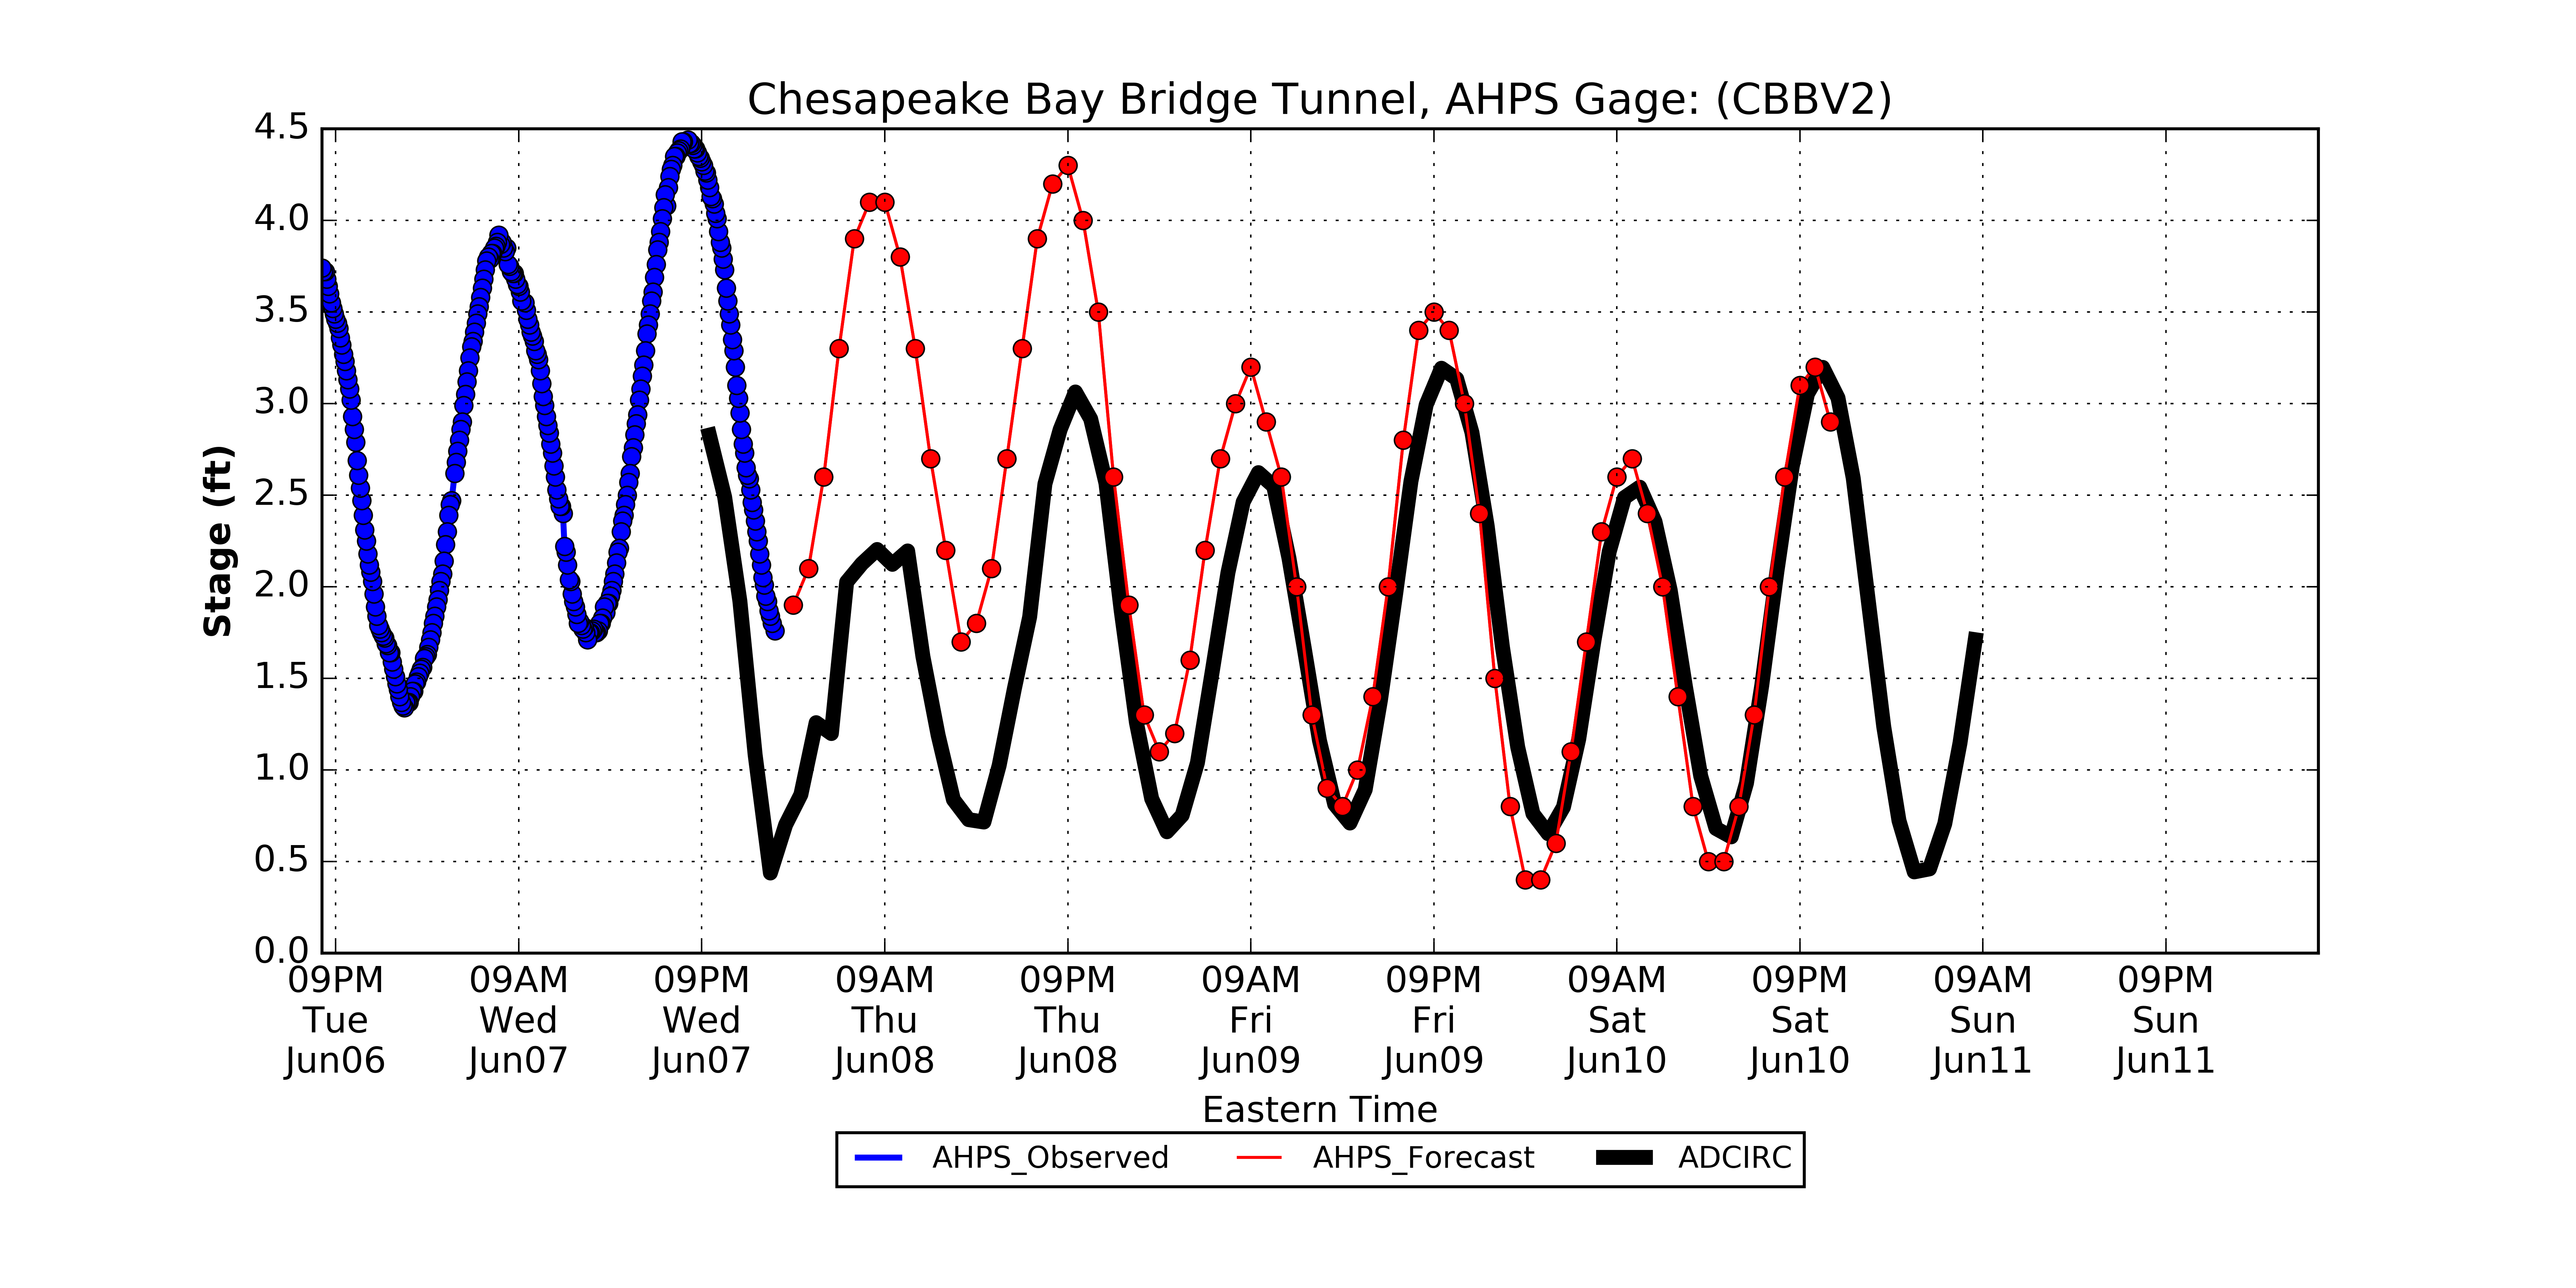 Chesapeake Bay Bridge Tunnel, AHPS Gage: (CBBV2)
4.5
4.0
3.5
3.0
2.5
2.0
1.5
1.0
0.5
0.0
Stage (ft)
09PM 09AM 09PM 09AM 09PM 09AM 09PM 09AM 09PM 09AM 09PM
Tue Wed Wed Thu Thu Fri Fri Sat Sat Sun Sun
Jun06 Jun07 Jun07 Jun08 Jun08 Jun09 Jun09 Jun10 Jun10 Jun11 Jun11
Eastern Time
AHPS_Observed AHPS_Forecast ADCIRC